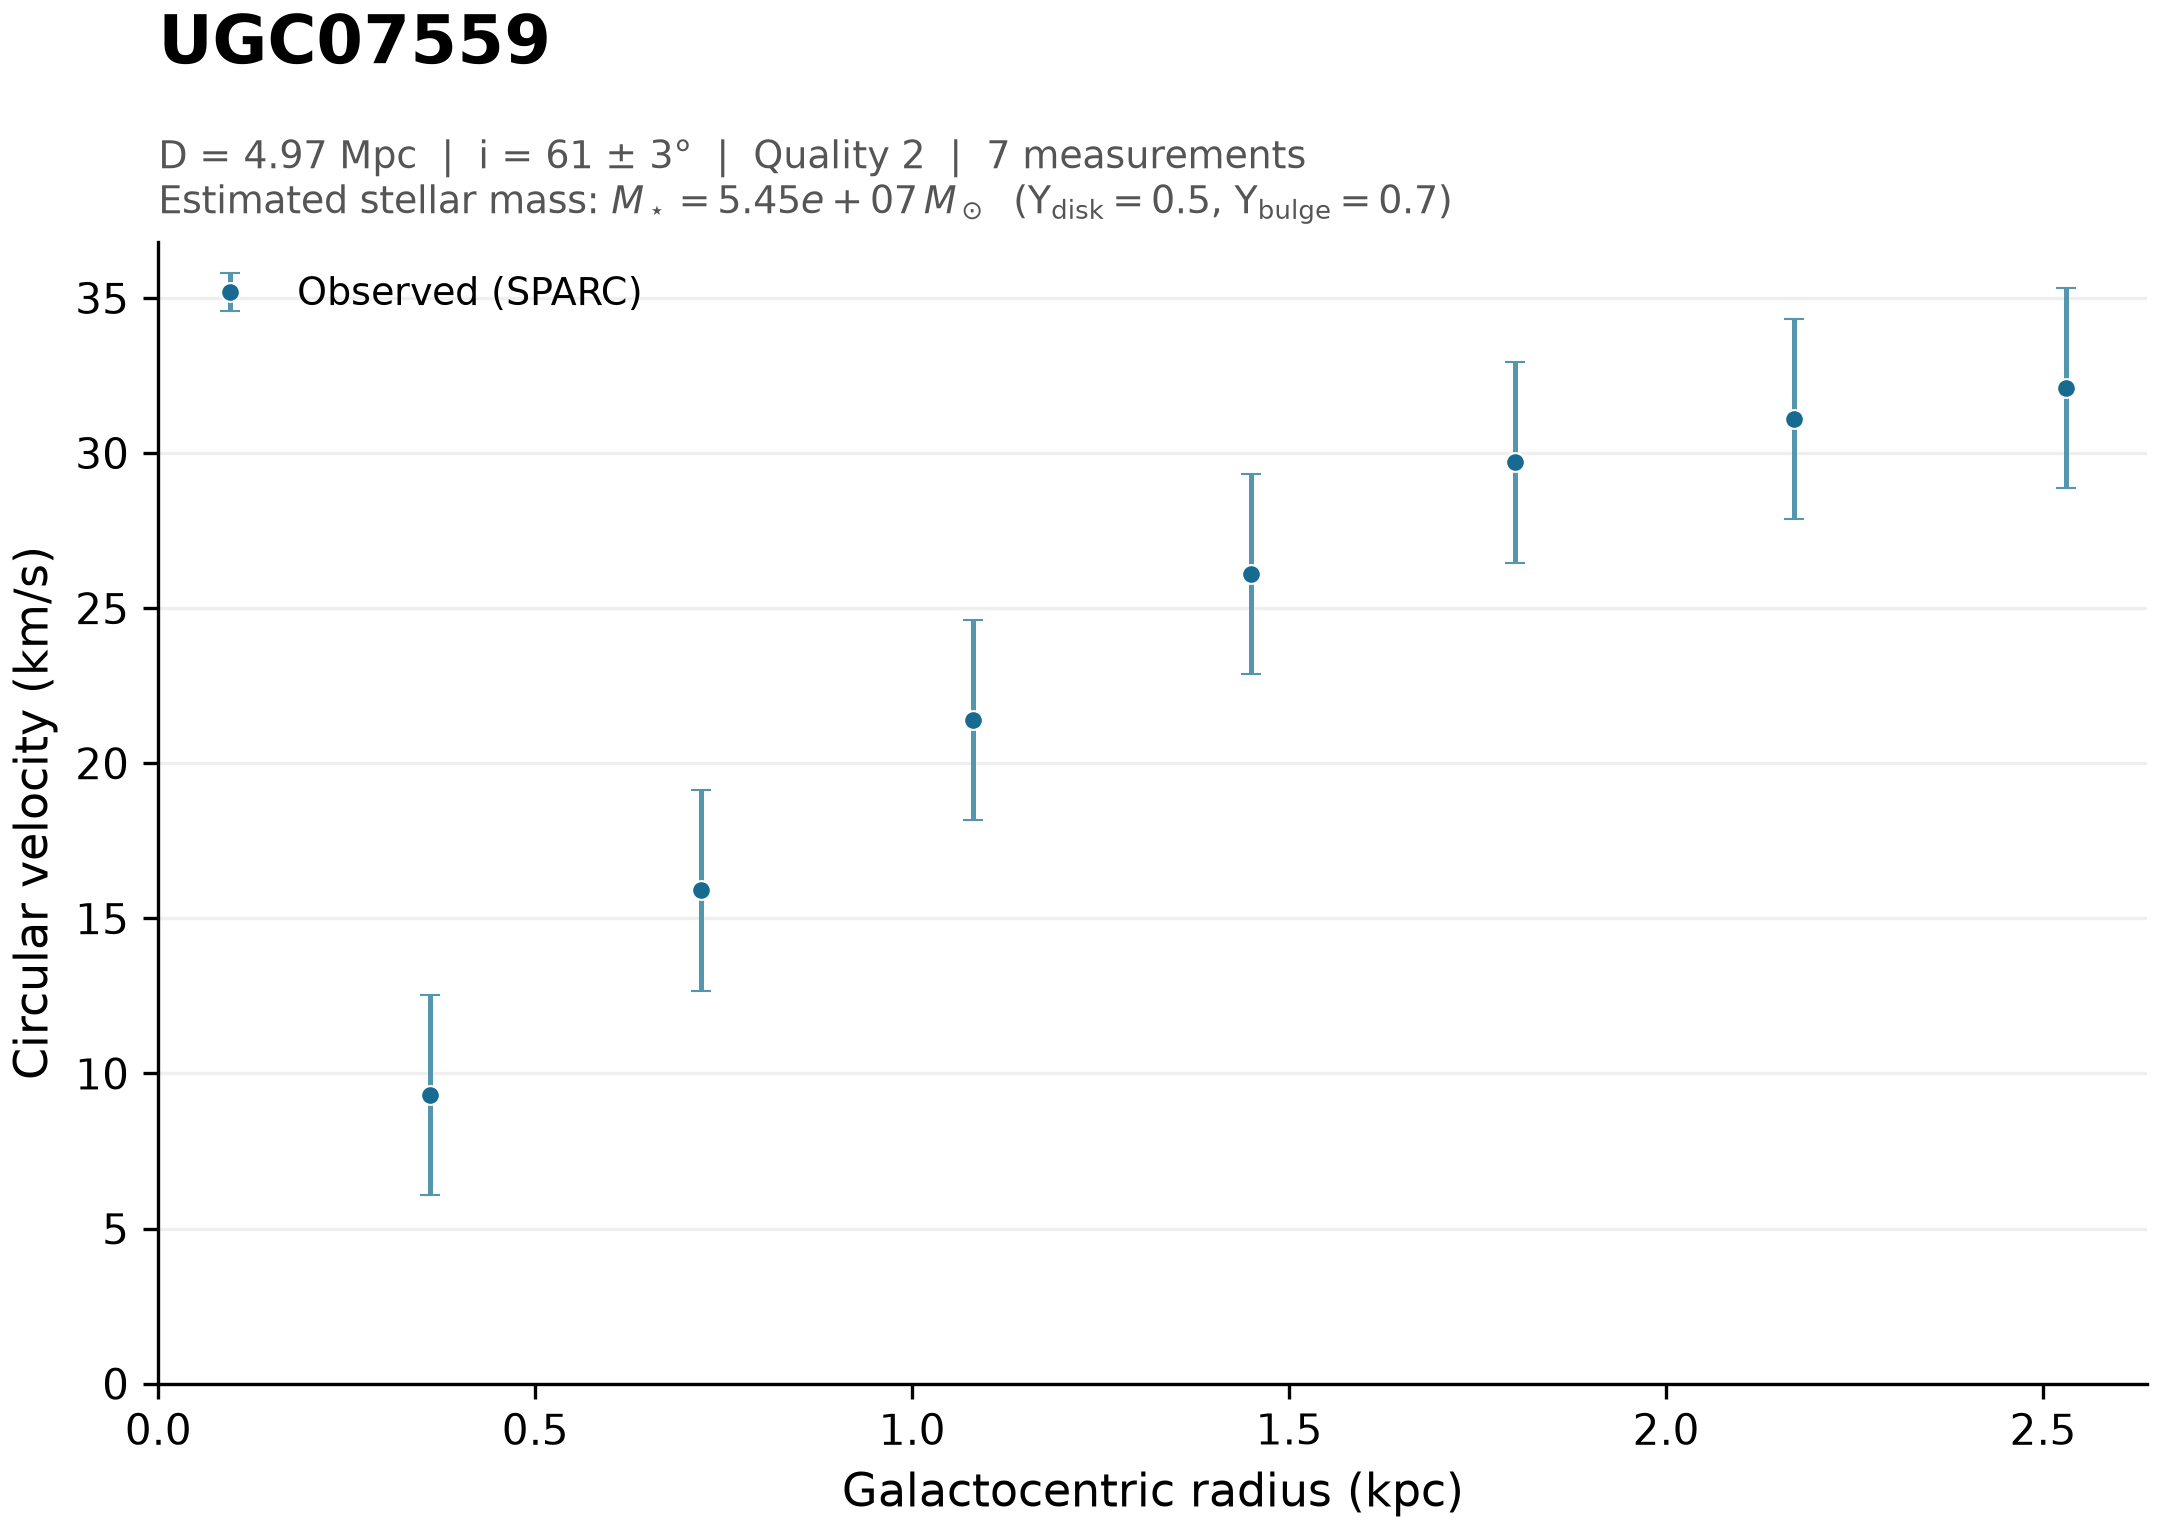 UGC07559
D = 4.97 Mpc | i = 61 ± 3° | Quality 2 | 7 measurements
Estimated stellar mass: M⋆ = 5.45e + 07 M⊙ (Υdisk = 0.5, Υbulge = 0.7)
Observed (SPARC)
35
30
25
20
15
10
5
0
Circular velocity (km/s)
0.0 0.5 1.0 1.5 2.0 2.5
Galactocentric radius (kpc)